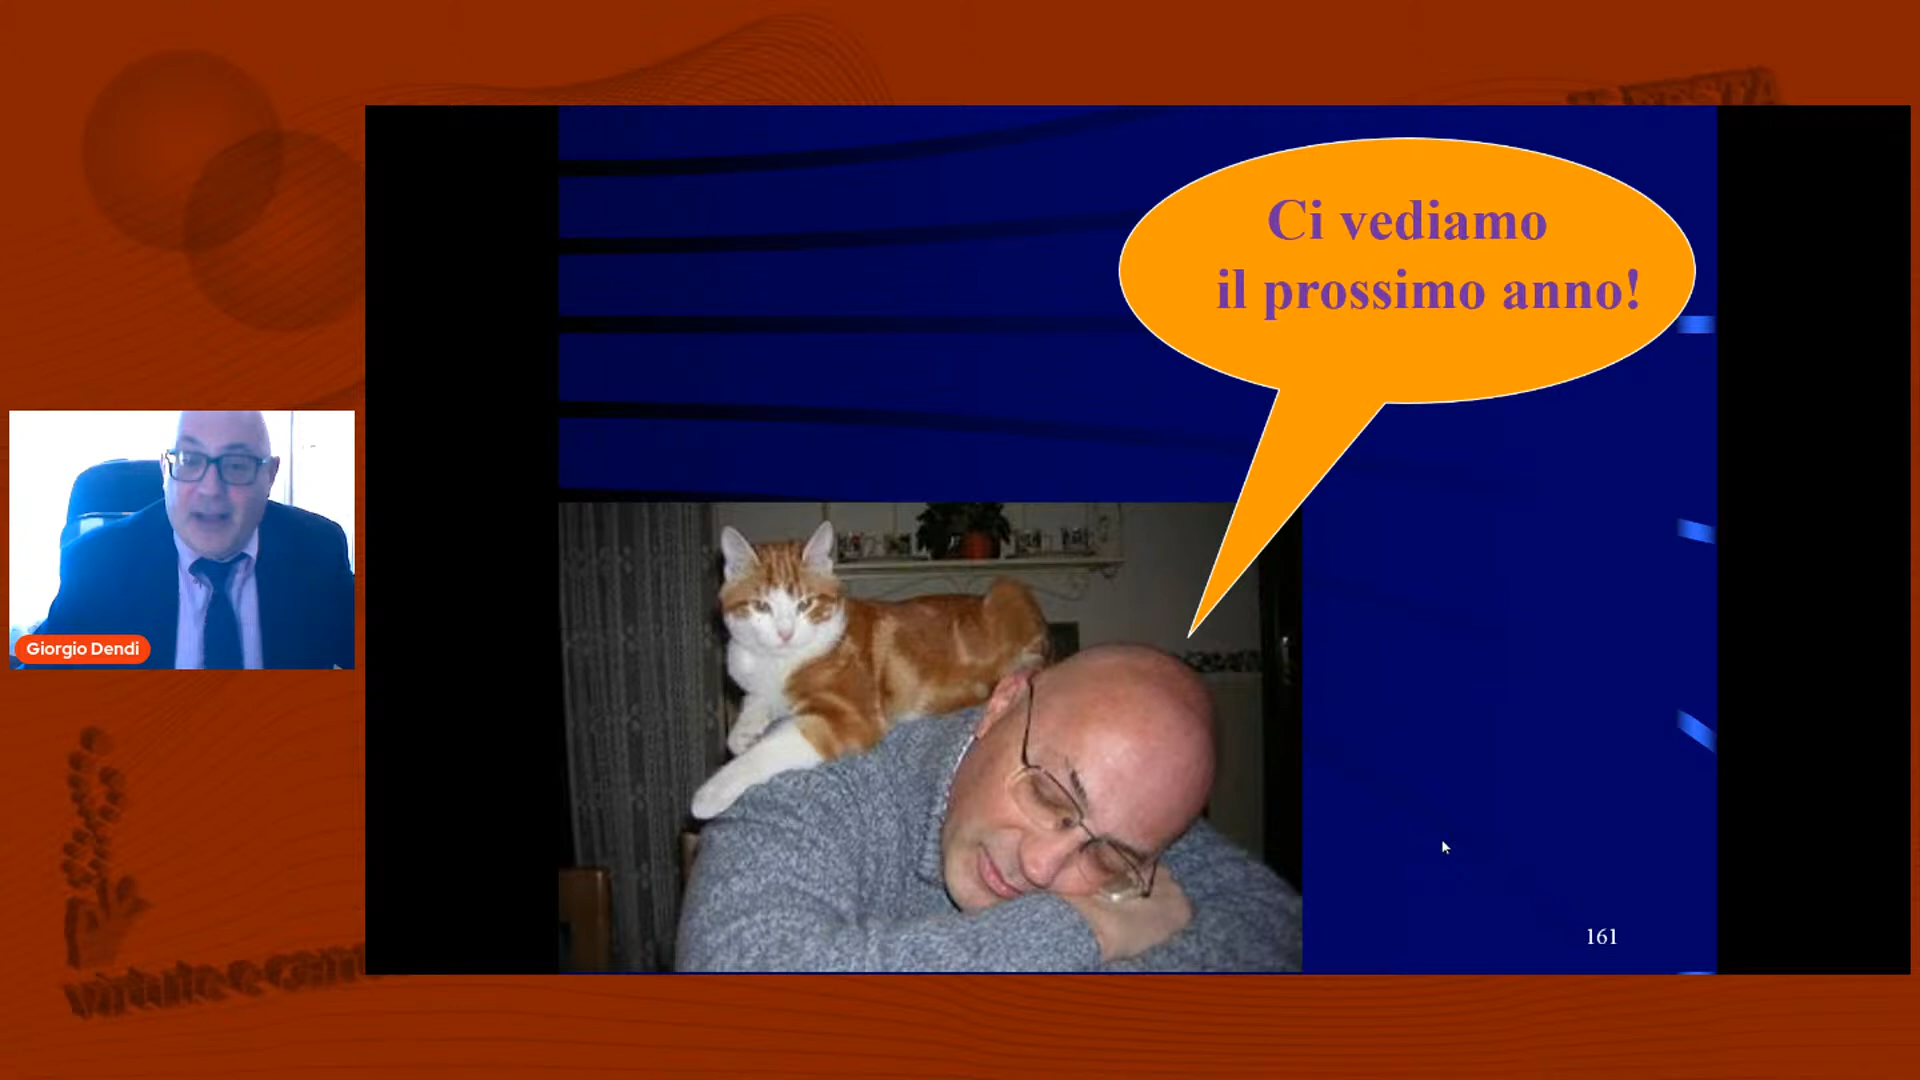 Ci vediamo
il prossimo anno!
Giorgio Dendi
161